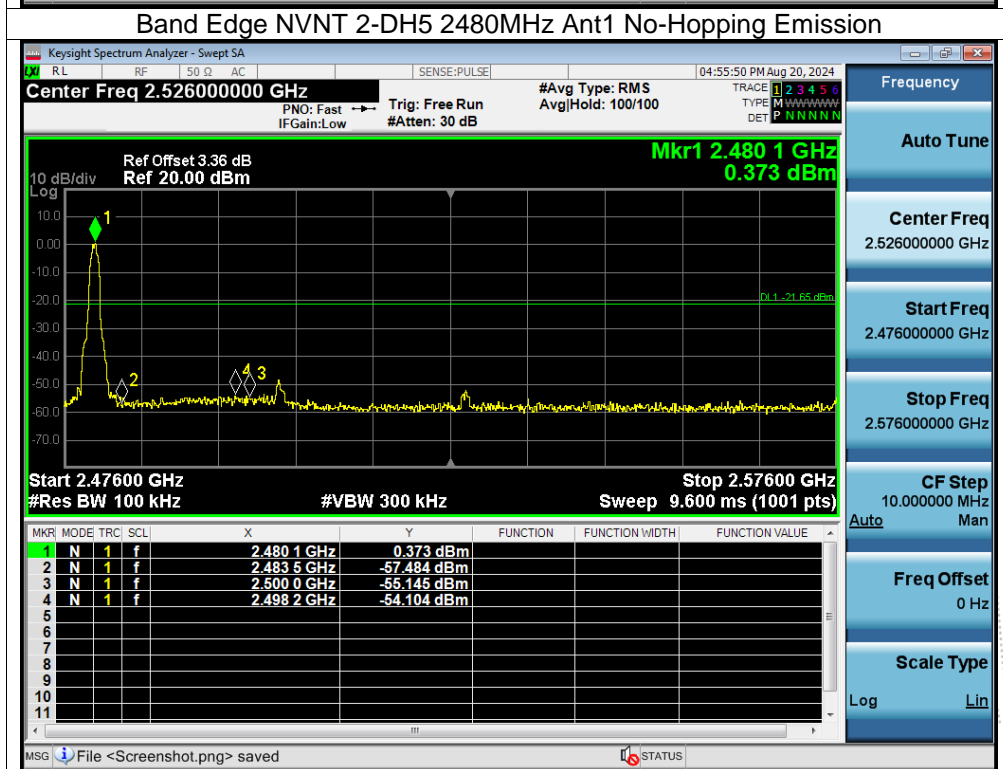 Band Edge NVNT 2-DH5 2480MHz Ant1 No-Hopping Emission
Keysight Spectrum Analyzer - Swept SA
LXI RL RF 50 Ω AC SENSE:PULSE 04:55:50 PM Aug 20, 2024
Center Freq 2.526000000 GHz
PNO: Fast
IFGain:Low
Trig: Free Run
#Atten: 30 dB
#Avg Type: RMS
Avg|Hold: 100/100
TRACE 1 2 3 4 5 6
TYPE M WWWWW
DET P N N N N N
Ref Offset 3.36 dB
10 dB/div Ref 20.00 dBm
Log
Mkr1 2.480 1 GHz
0.373 dBm
10.0
0.00
-10.0
-20.0
-30.0
-40.0
-50.0
-60.0
-70.0
1
2
4 3
DL1 -21.65 dBm
Start 2.47600 GHz Stop 2.57600 GHz
#Res BW 100 kHz #VBW 300 kHz Sweep 9.600 ms (1001 pts)
MKR MODE TRC SCL X Y FUNCTION FUNCTION WIDTH FUNCTION VALUE
1 N 1 f 2.480 1 GHz 0.373 dBm
2 N 1 f 2.483 5 GHz -57.484 dBm
3 N 1 f 2.500 0 GHz -55.145 dBm
4 N 1 f 2.498 2 GHz -54.104 dBm
5
6
7
8
9
10
11
MSG File <Screenshot.png> saved STATUS
Frequency
Auto Tune
Center Freq
2.526000000 GHz
Start Freq
2.476000000 GHz
Stop Freq
2.576000000 GHz
CF Step
10.000000 MHz
Auto Man
Freq Offset
0 Hz
Scale Type
Log Lin